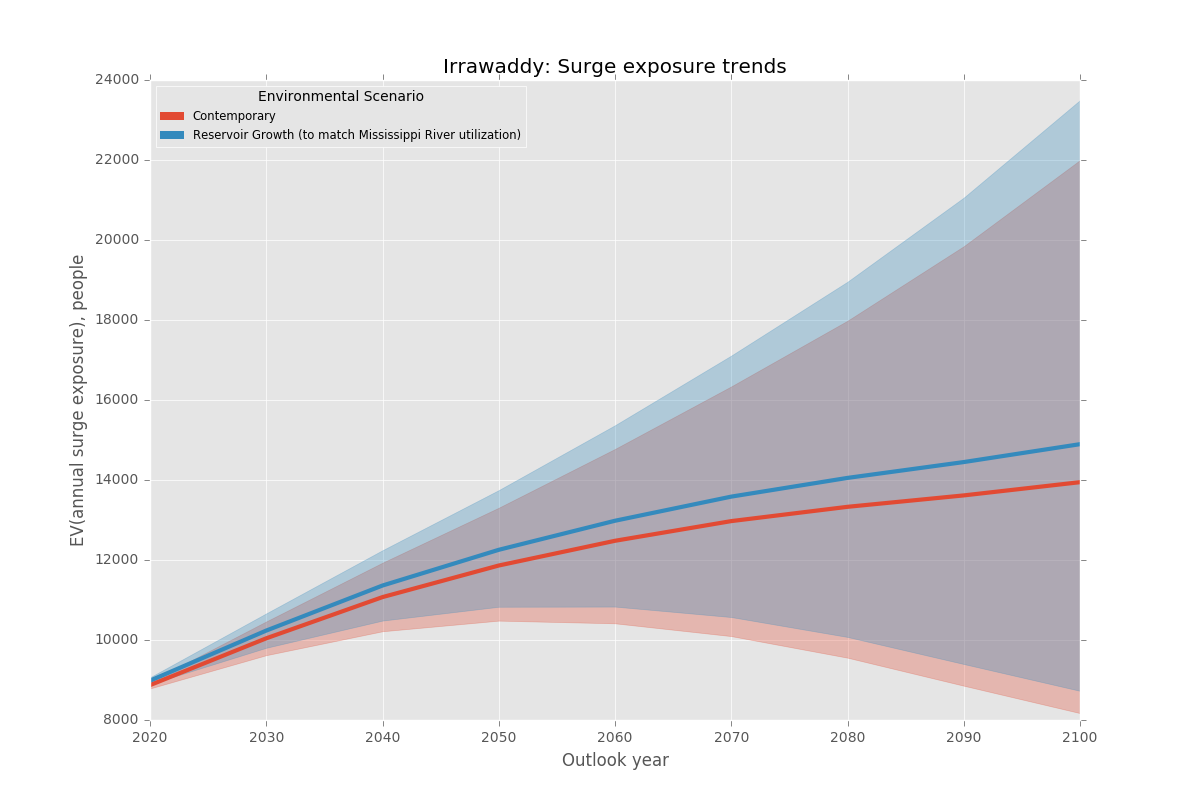 Irrawaddy: Surge exposure trends
Environmental Scenario
Contemporary
Reservoir Growth (to match Mississippi River utilization)
EV(annual surge exposure), people
24000
22000
20000
18000
16000
14000
12000
10000
8000
2020 2030 2040 2050 2060 2070 2080 2090 2100
Outlook year